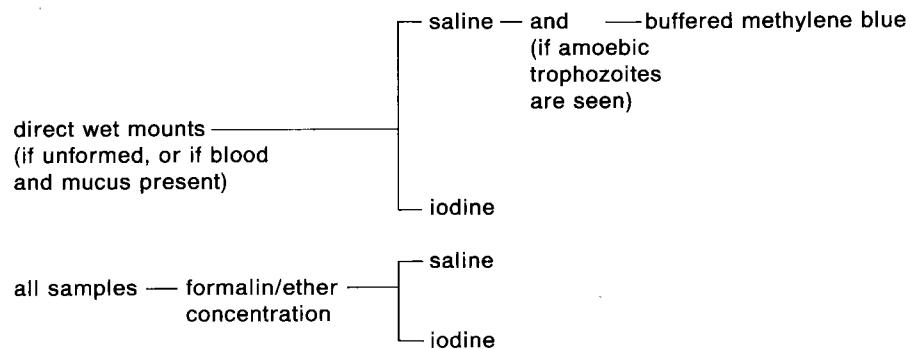 saline — and — buffered methylene blue
(if amoebic
trophozoites
are seen)
direct wet mounts
(if unformed, or if blood
and mucus present)
iodine
saline
all samples — formalin/ether
concentration
iodine